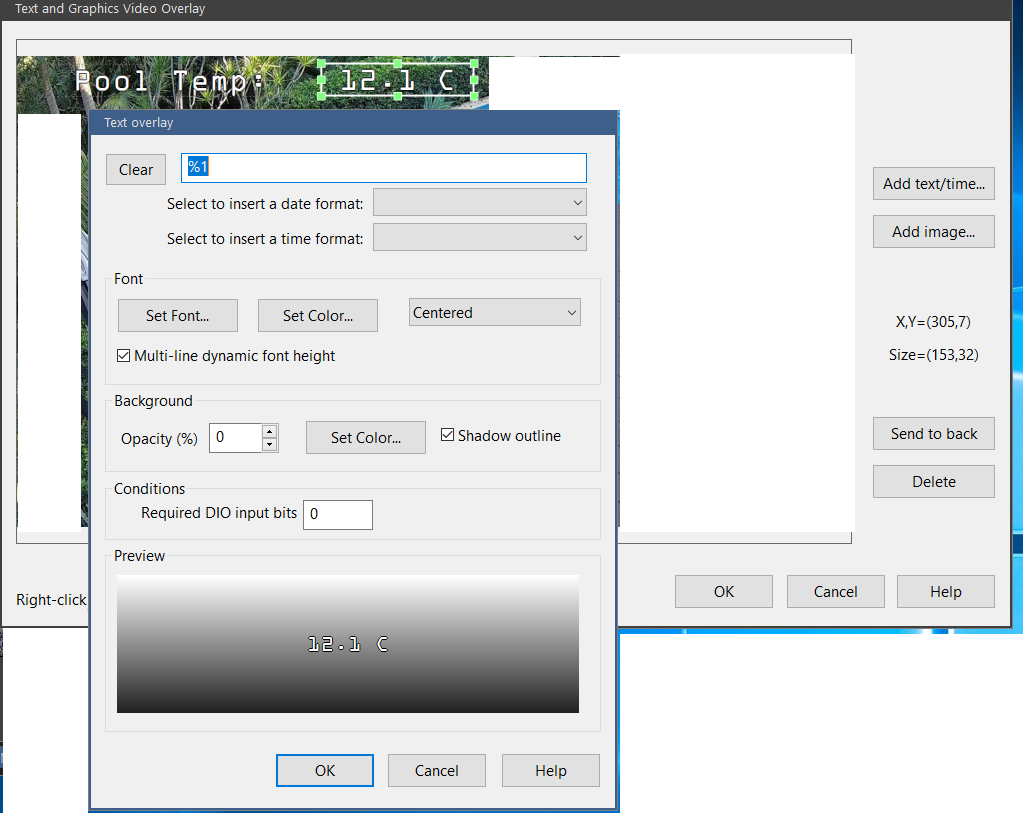 Text and Graphics Video Overlay
Pool Temp: 12.1 C
Text overlay
Clear %1
Select to insert a date format:
Select to insert a time format:
Font
Set Font... Set Color... Centered
Multi-line dynamic font height
Background
Opacity (%) 0 Set Color... Shadow outline
Conditions
Required DIO input bits 0
Preview
12.1 C
OK Cancel Help
Add text/time...
Add image...
X,Y=(305,7)
Size=(153,32)
Send to back
Delete
Right-click
OK Cancel Help